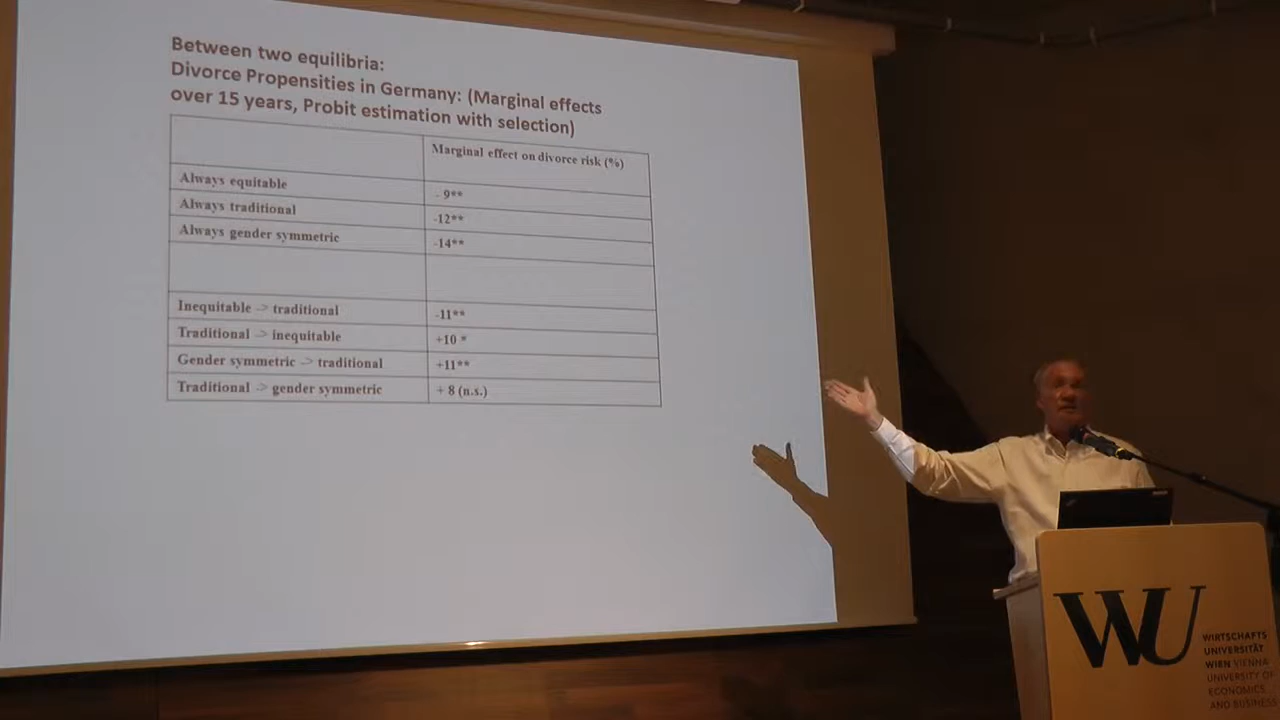 Between two equilibria:
Divorce Propensities in Germany: (Marginal effects
over 15 years, Probit estimation with selection)
Marginal effect on divorce risk (%)
Always equitable - 9**
Always traditional -12**
Always gender symmetric -14**
Inequitable -> traditional -11**
Traditional -> inequitable +10 *
Gender symmetric -> traditional +11**
Traditional -> gender symmetric + 8 (n.s.)
WU
WIRTSCHAFTS
UNIVERSITÄT
WIEN VIENNA
UNIVERSITY OF
ECONOMICS
AND BUSINESS